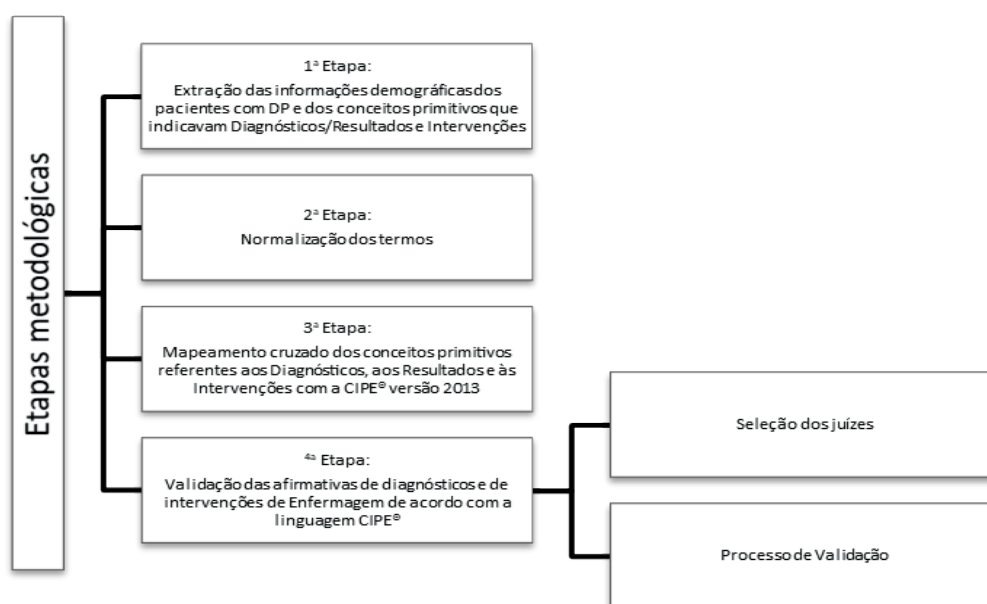 Etapas metodológicas
1ª Etapa:
Extração das informações demográficas dos
pacientes com DP e dos conceitos primitivos que
indicavam Diagnósticos/Resultados e Intervenções
2ª Etapa:
Normalização dos termos
3ª Etapa:
Mapeamento cruzado dos conceitos primitivos
referentes aos Diagnósticos, aos Resultados e às
Intervenções com a CIPE® versão 2013
4ª Etapa:
Validação das afirmativas de diagnósticos e de
intervenções de Enfermagem de acordo com a
linguagem CIPE®
Seleção dos juízes
Processo de Validação